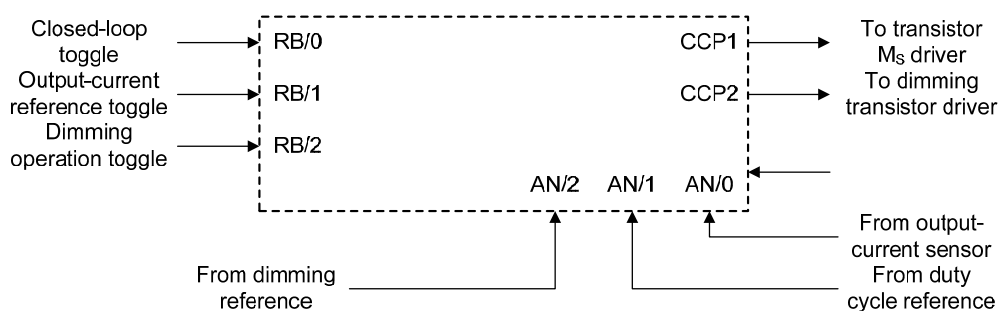 Closed-loop
toggle
Output-current
reference toggle
Dimming
operation toggle
RB/0
RB/1
RB/2
CCP1
CCP2
To transistor
MS driver
To dimming
transistor driver
AN/2 AN/1 AN/0
From output-
current sensor
From duty
cycle reference
From dimming
reference